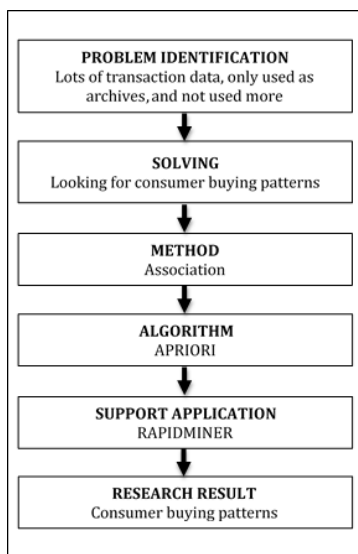 PROBLEM IDENTIFICATION
Lots of transaction data, only used as
archives, and not used more
SOLVING
Looking for consumer buying patterns
METHOD
Association
ALGORITHM
APRIORI
SUPPORT APPLICATION
RAPIDMINER
RESEARCH RESULT
Consumer buying patterns